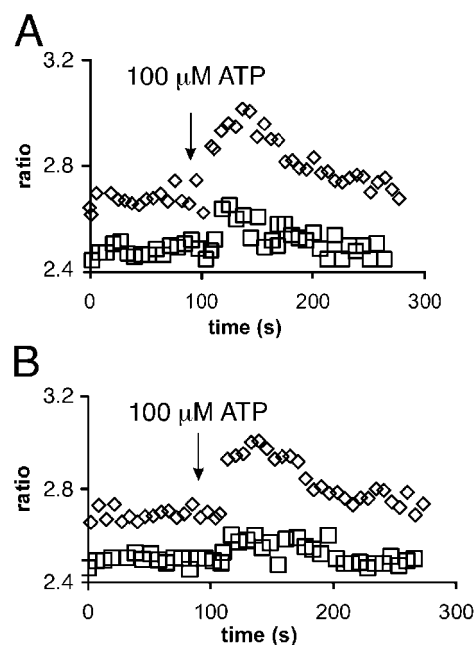 A
3.2
100 µM ATP
ratio
2.8
2.4
0
100
200
300
time (s)
B
3.2
100 µM ATP
ratio
2.8
2.4
0
100
200
300
time (s)